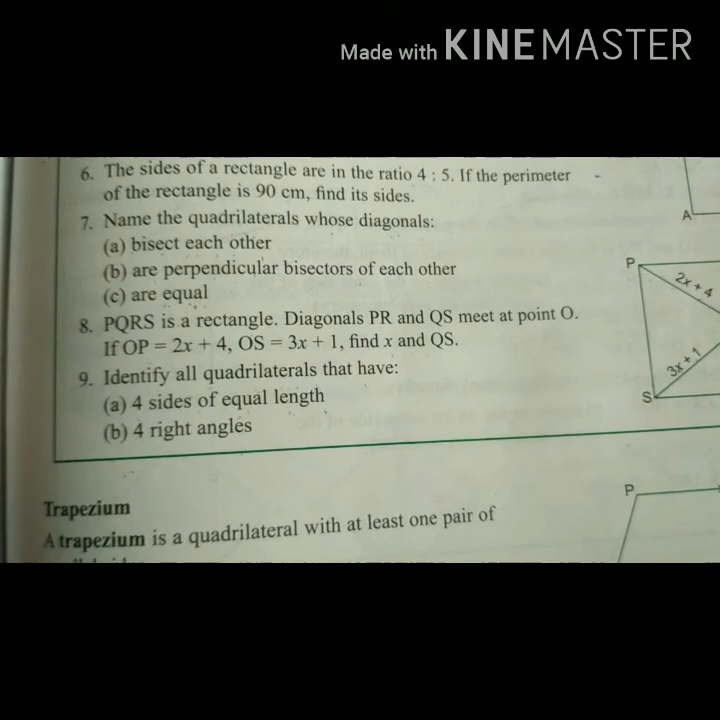 Made with KINEMASTER
6. The sides of a rectangle are in the ratio 4 : 5. If the perimeter
of the rectangle is 90 cm, find its sides.
7. Name the quadrilaterals whose diagonals:
(a) bisect each other
(b) are perpendicular bisectors of each other
(c) are equal
8. PQRS is a rectangle. Diagonals PR and QS meet at point O.
If OP = 2x + 4, OS = 3x + 1, find x and QS.
9. Identify all quadrilaterals that have:
(a) 4 sides of equal length
(b) 4 right angles
A
P
2x + 4
3x + 1
S
Trapezium
A trapezium is a quadrilateral with at least one pair of
P